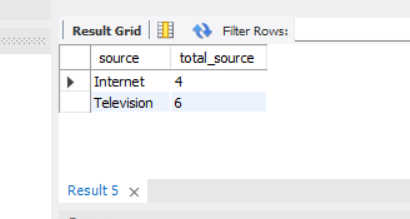 Result Grid Filter Rows:
source total_source
Internet 4
Television 6
Result 5 ×